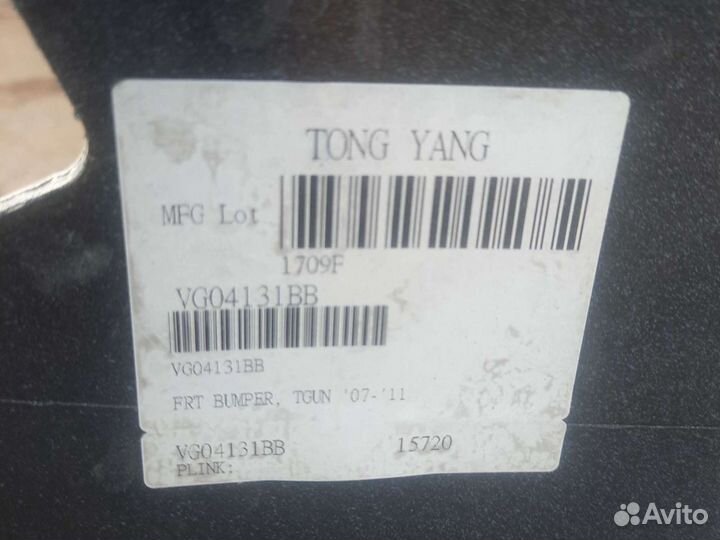 TONG YANG
MFG Lot
1709F
VG04131BB
VG04131BB
FRT BUMPER, TGUN '07-'11
VG04131BB 15720
PLINK:
Avito